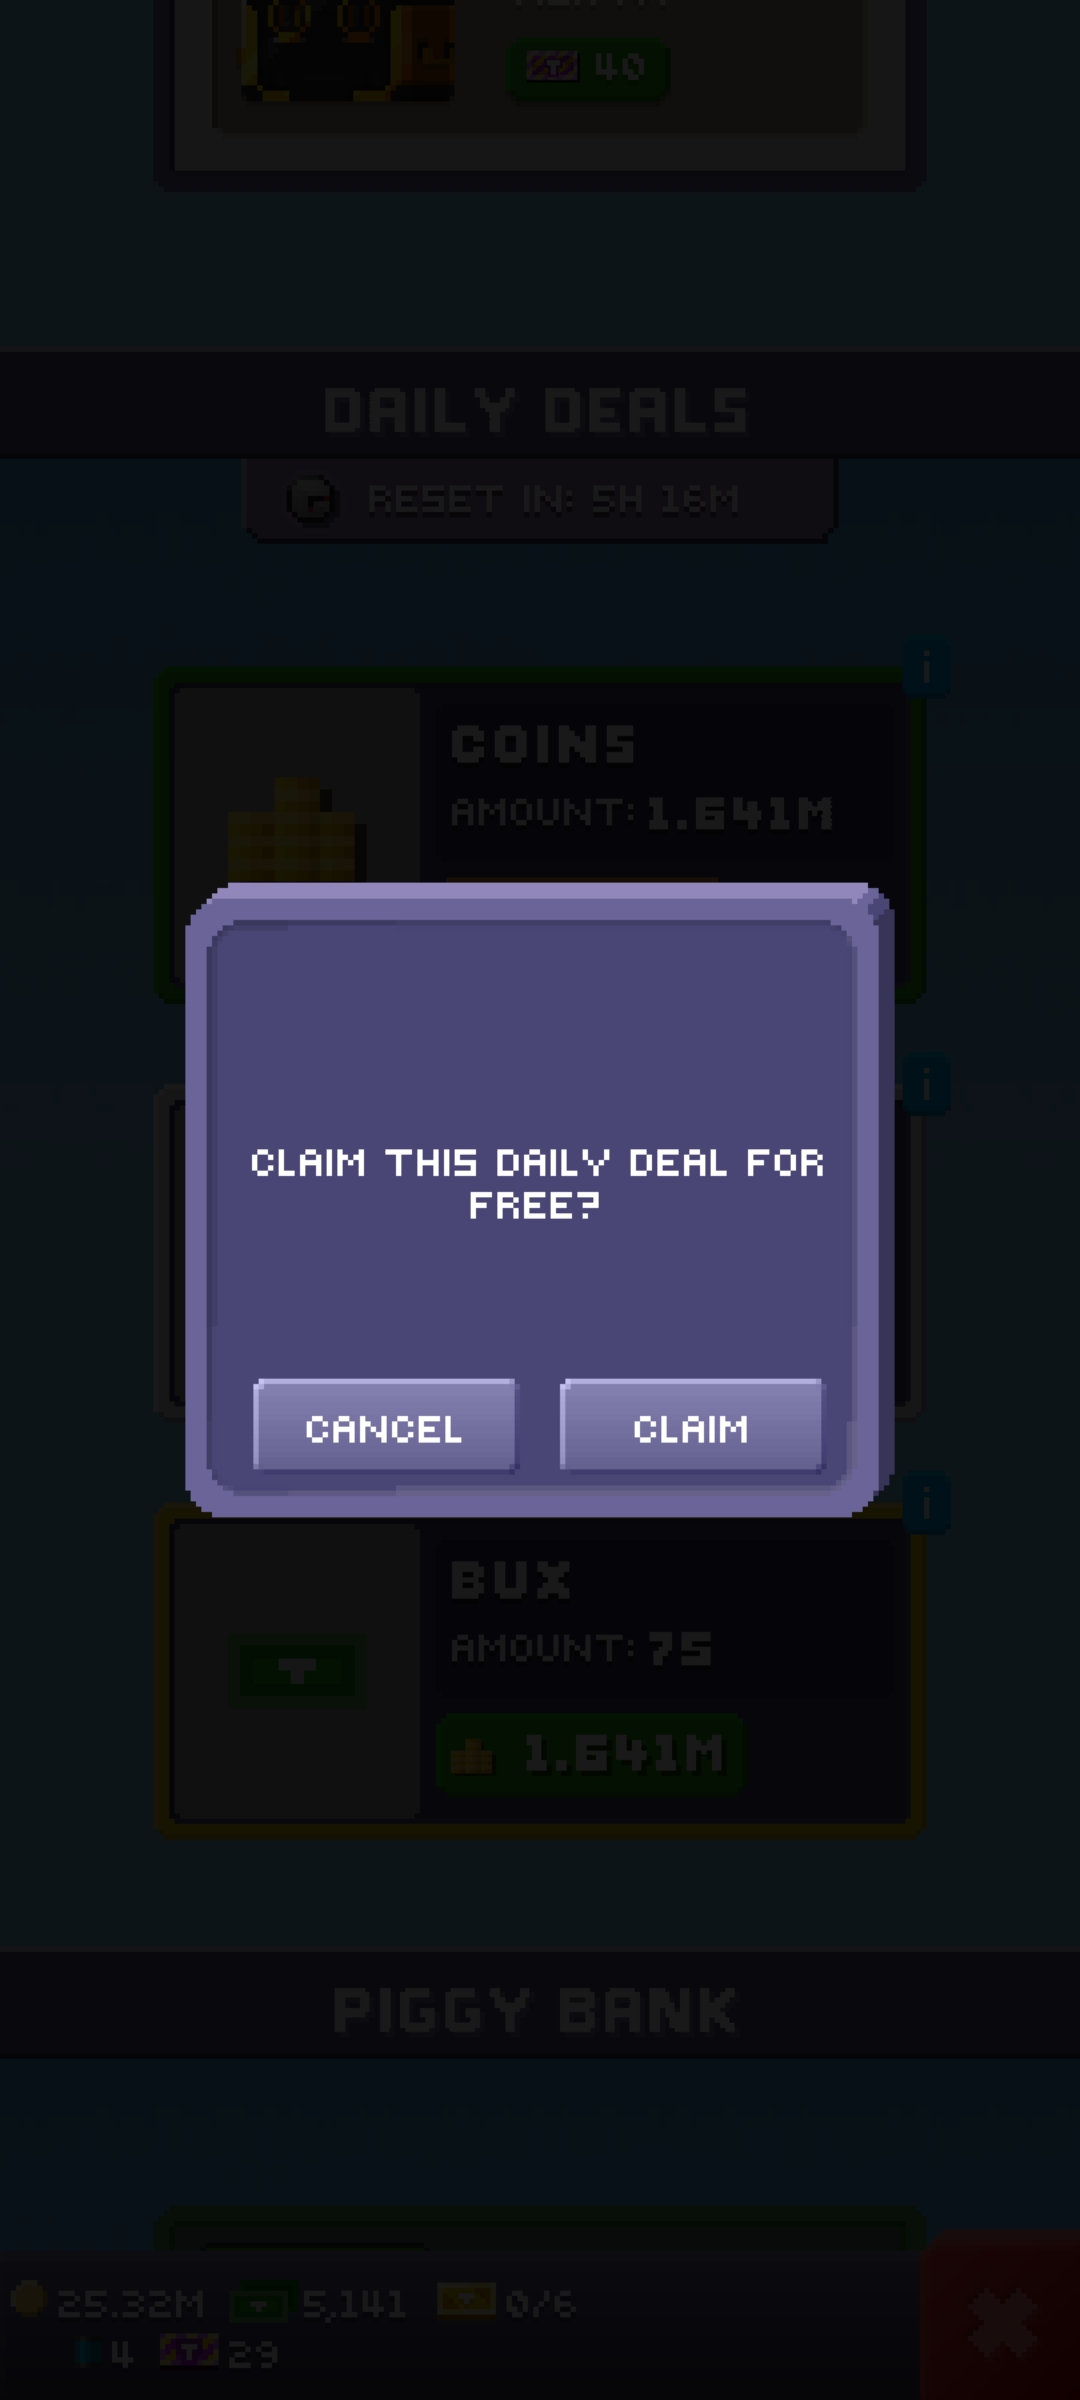 40
DAILY DEALS
RESET IN: 5H 16M
i
COINS
AMOUNT: 1.641M
i
CLAIM THIS DAILY DEAL FOR
FREE?
CANCEL CLAIM
i
BUX
AMOUNT: 75
1.641M
PIGGY BANK
25.32M 5,141 0/6
4 29